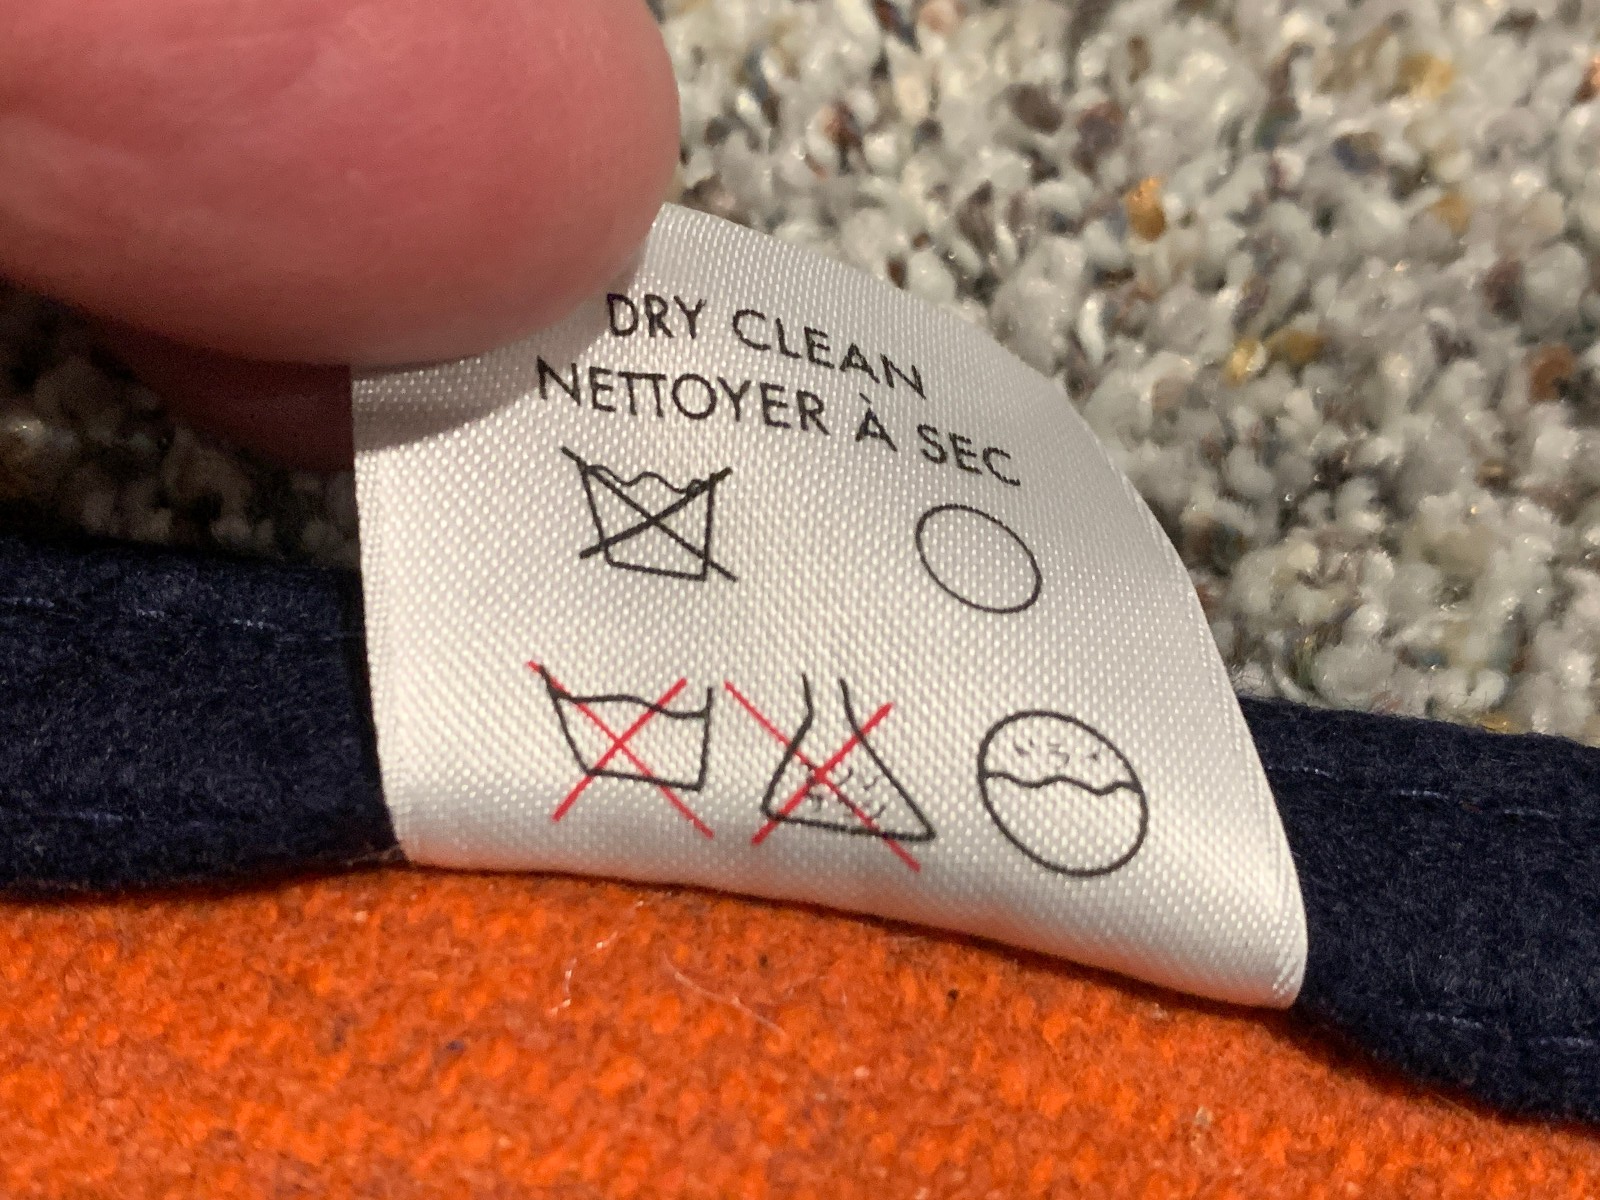 DRY CLEAN
NETTOYER À SEC